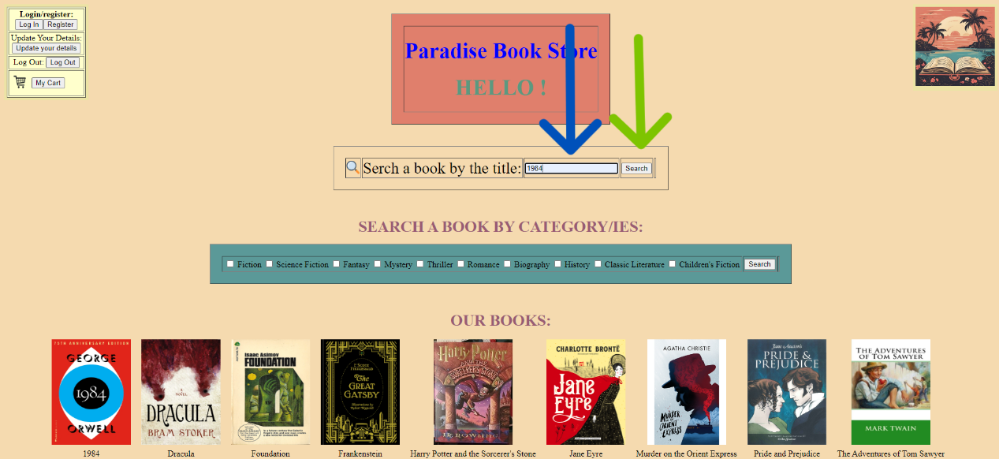 Login/register:
Log In Register
Update Your Details:
Update your details
Log Out: Log Out
My Cart
Paradise Book Store
HELLO !
Serch a book by the title: 1984 Search
SEARCH A BOOK BY CATEGORY/IES:
Fiction Science Fiction Fantasy Mystery Thriller Romance Biography History Classic Literature Children's Fiction Search
OUR BOOKS:
75TH ANNIVERSARY EDITION
GEORGE
1984
ORWELL
A NOVEL
DRACULA
BRAM STOKER
Isaac Asimov
FOUNDATION
F. SCOTT FITZGERALD
The
GREAT
GATSBY
HARRY POTTER
AND THE
SORCERER'S STONE
J.K. ROWLING
CHARLOTTE BRONTË
Jane
Eyre
AGATHA CHRISTIE
MURDER
ON THE
ORIENT
EXPRESS
Jane Austen's
PRIDE &
PREJUDICE
THE ADVENTURES
OF TOM SAWYER
MARK TWAIN
1984 Dracula Foundation Frankenstein Harry Potter and the Sorcerer's Stone Jane Eyre Murder on the Orient Express Pride and Prejudice The Adventures of Tom Sawyer